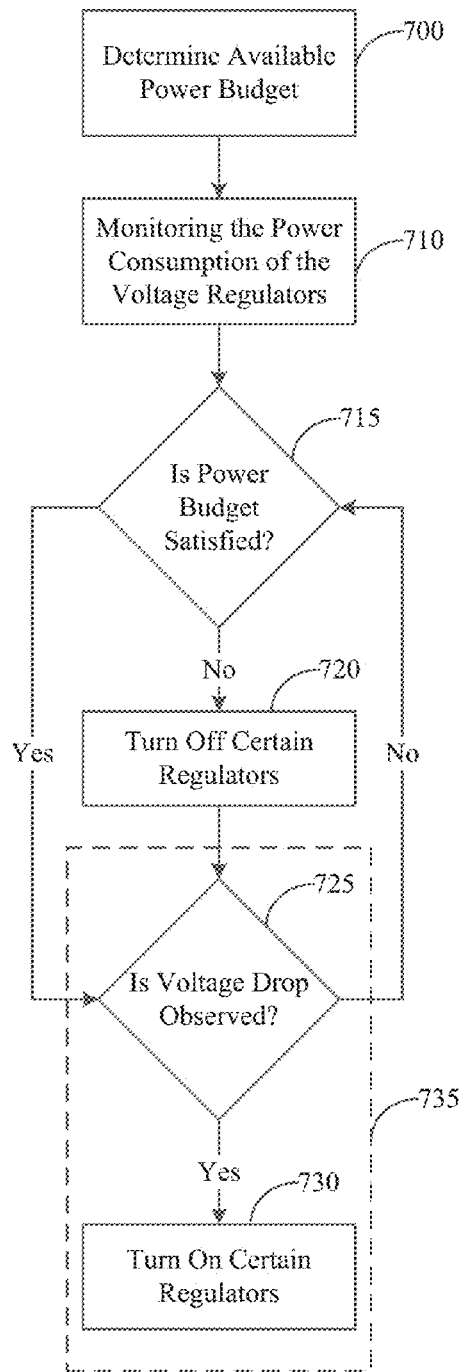 Determine Available
Power Budget
700
Monitoring the Power
Consumption of the
Voltage Regulators
710
715
Is Power
Budget
Satisfied?
No
720
Turn Off Certain
Regulators
Yes
No
725
Is Voltage Drop
Observed?
735
Yes
730
Turn On Certain
Regulators